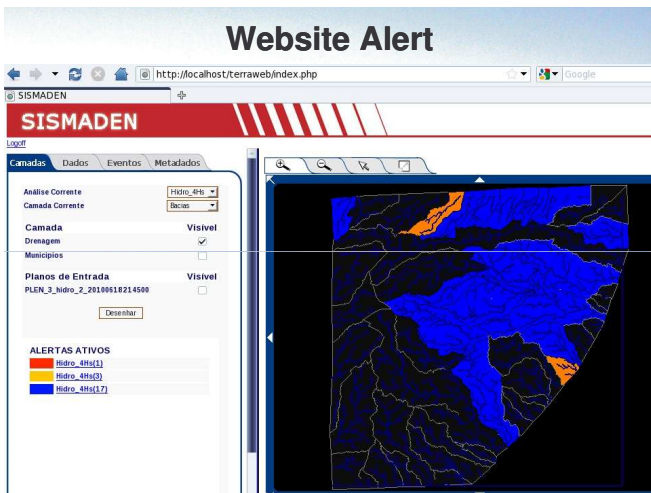 Website Alert
http://localhost/terraweb/index.php
Google
SISMADEN
SISMADEN
Logoff
Camadas Dados Eventos Metadados
Análise Corrente Hidro_4Hs
Camada Corrente Bacias
Camada Visível
Drenagem
Municipios
Planos de Entrada Visível
PLEN_3_hidro_2_20100618214500
Desenhar
ALERTAS ATIVOS
Hidro_4Hs(1)
Hidro_4Hs(3)
Hidro_4Hs(17)